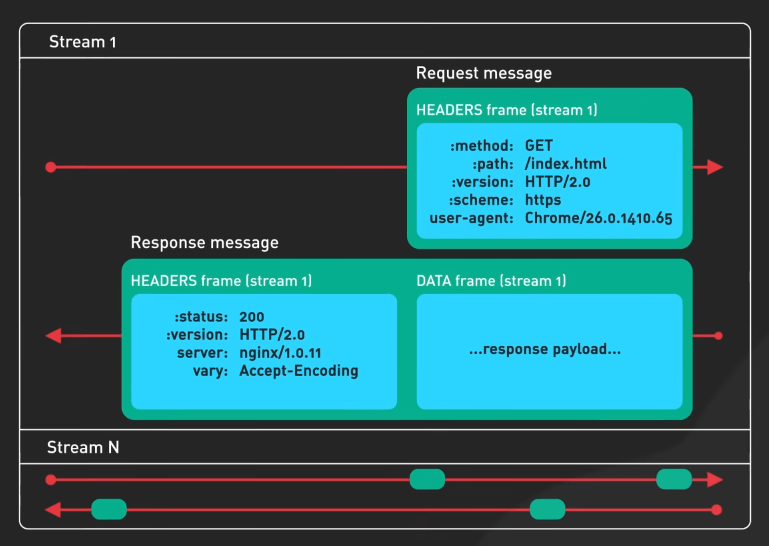 Stream 1
Request message
HEADERS frame (stream 1)
:method: GET
:path: /index.html
:version: HTTP/2.0
:scheme: https
user-agent: Chrome/26.0.1410.65
Response message
HEADERS frame (stream 1)
:status: 200
:version: HTTP/2.0
server: nginx/1.0.11
vary: Accept-Encoding
DATA frame (stream 1)
...response payload...
Stream N